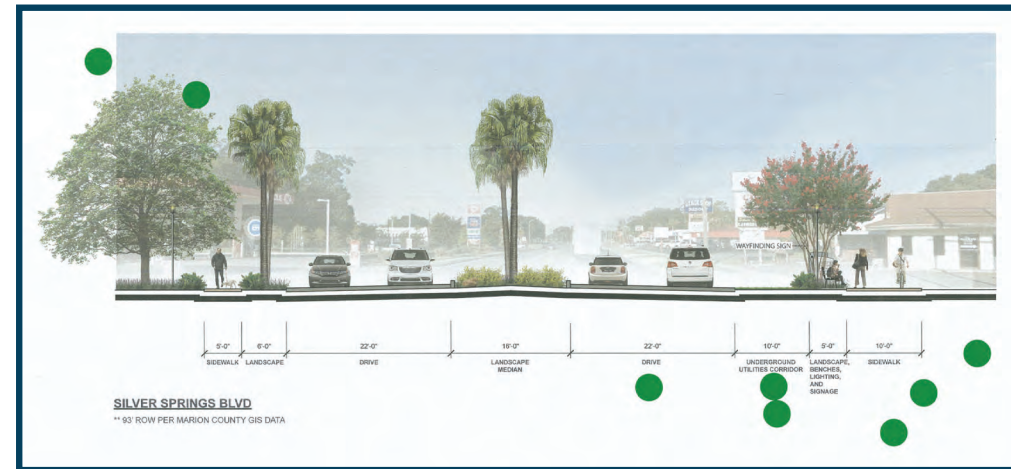 WAYFINDING SIGN
5'-0" 6'-0" 22'-0" 16'-0" 22'-0" 10'-0" 5'-0" 10'-0"
SIDEWALK LANDSCAPE DRIVE LANDSCAPE MEDIAN DRIVE UNDERGROUND UTILITIES CORRIDOR LANDSCAPE, BENCHES, LIGHTING, AND SIGNAGE SIDEWALK
SILVER SPRINGS BLVD
** 93' ROW PER MARION COUNTY GIS DATA